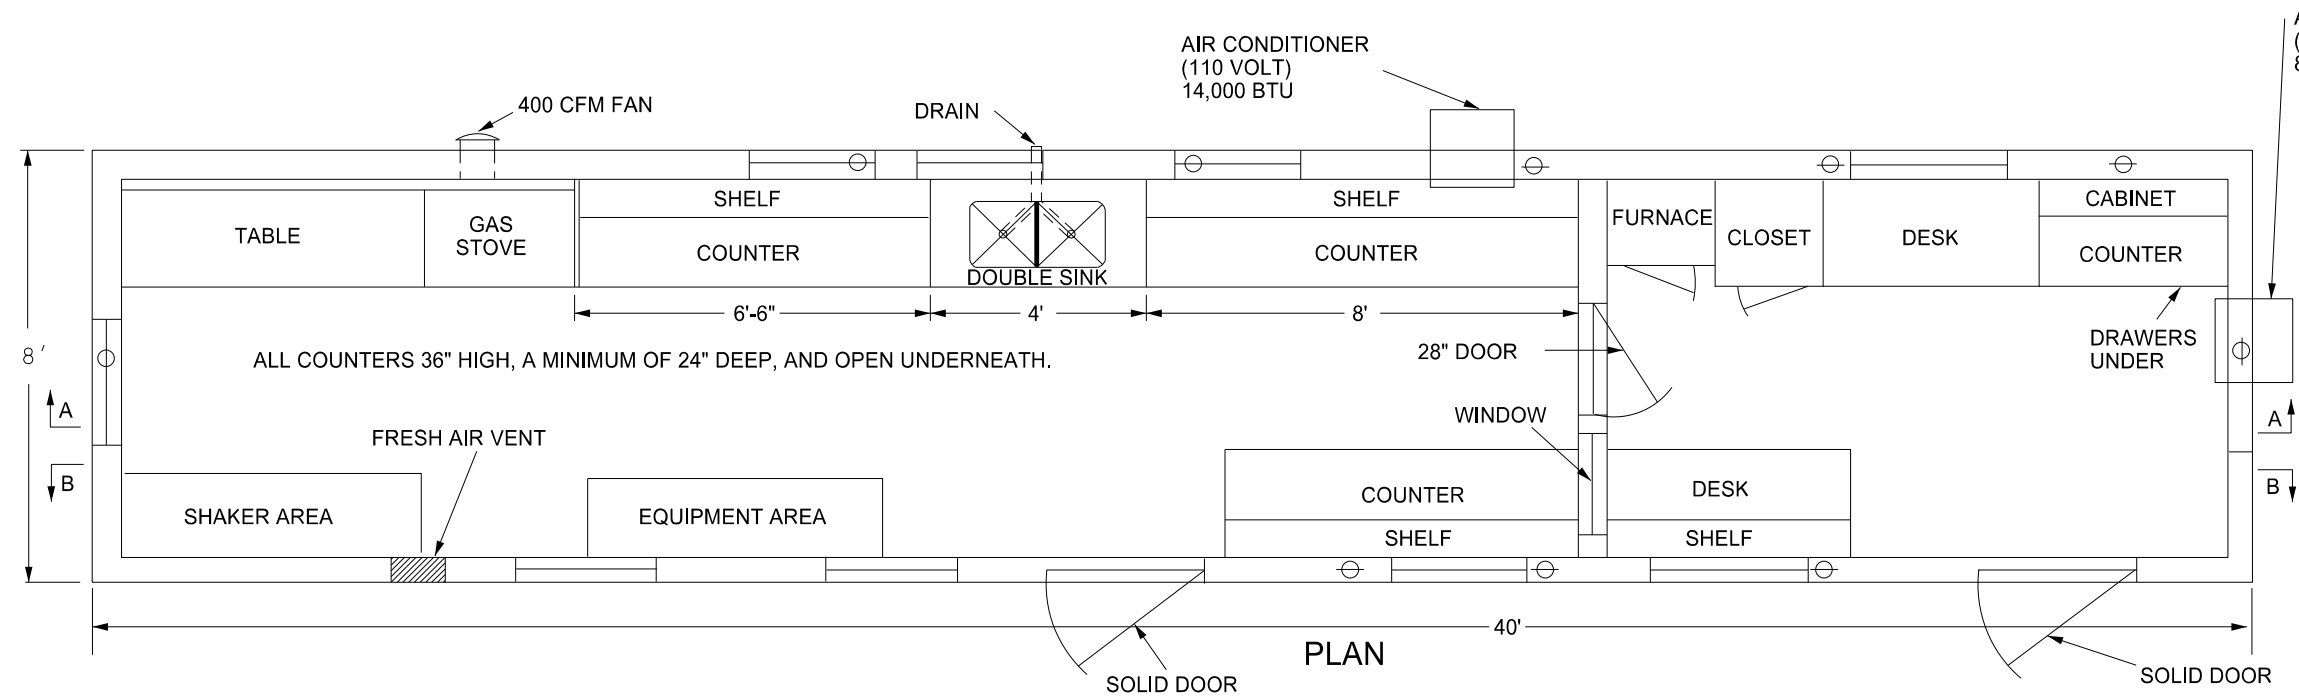 AIR CONDITIONER
(110 VOLT)
14,000 BTU
A
(
8
400 CFM FAN
DRAIN
TABLE
GAS
STOVE
SHELF
COUNTER
DOUBLE SINK
SHELF
COUNTER
FURNACE
CLOSET
DESK
CABINET
COUNTER
6'-6"
4'
8'
8'
28" DOOR
DRAWERS
UNDER
ALL COUNTERS 36" HIGH, A MINIMUM OF 24" DEEP, AND OPEN UNDERNEATH.
A
WINDOW
A
FRESH AIR VENT
B
B
SHAKER AREA
EQUIPMENT AREA
COUNTER
SHELF
DESK
SHELF
40'
PLAN
SOLID DOOR
SOLID DOOR